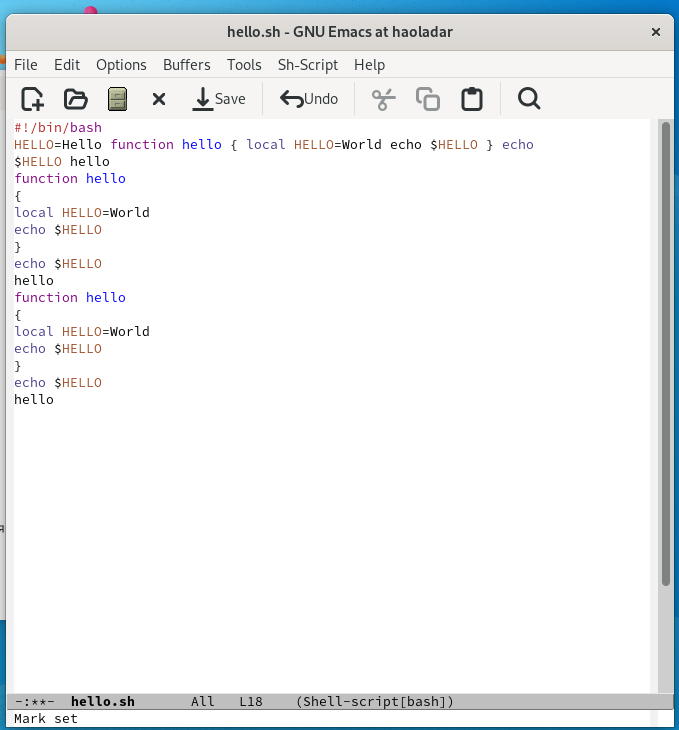 hello.sh - GNU Emacs at haoladar
File Edit Options Buffers Tools Sh-Script Help
Save Undo
#!/bin/bash
HELLO=Hello function hello { local HELLO=World echo $HELLO } echo
$HELLO hello
function hello
{
local HELLO=World
echo $HELLO
}
echo $HELLO
hello
function hello
{
local HELLO=World
echo $HELLO
}
echo $HELLO
hello
-:**- hello.sh All L18 (Shell-script[bash])
Mark set